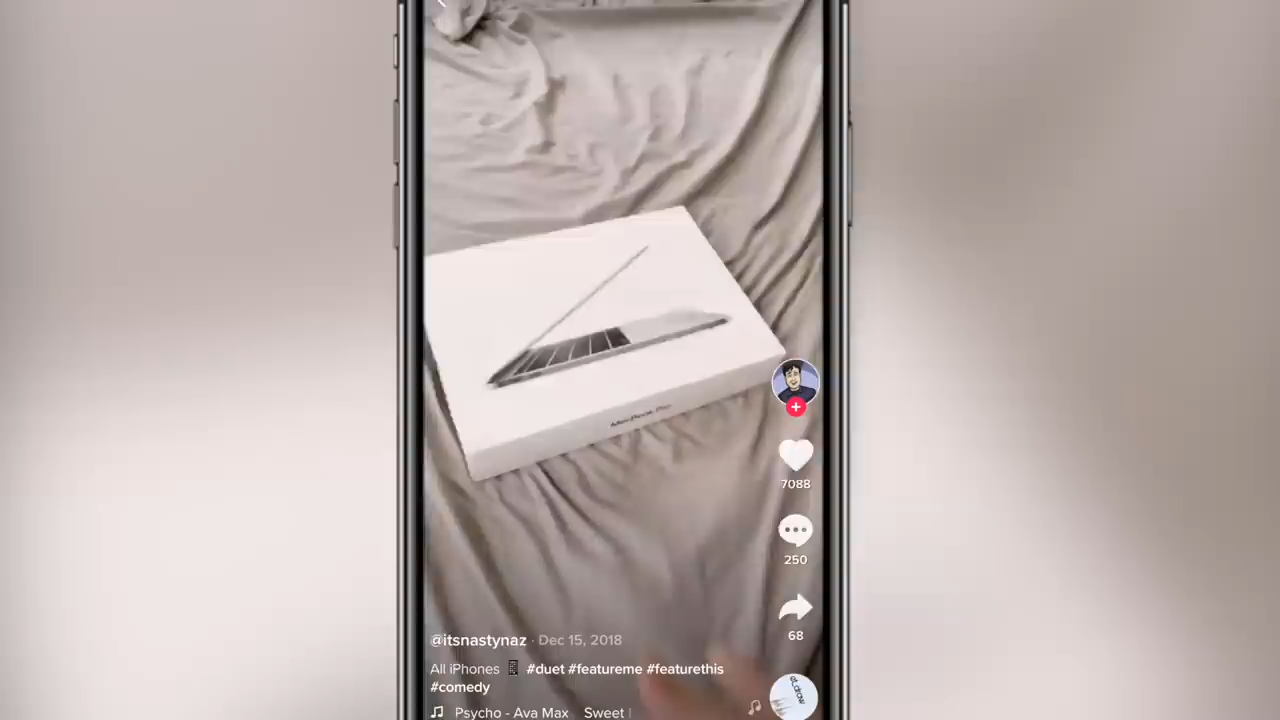 7088
250
68
@itsnastynaz · Dec 15, 2018
All iPhones 📱 #duet #featureme #featurethis
#comedy
Psycho - Ava Max Sweet